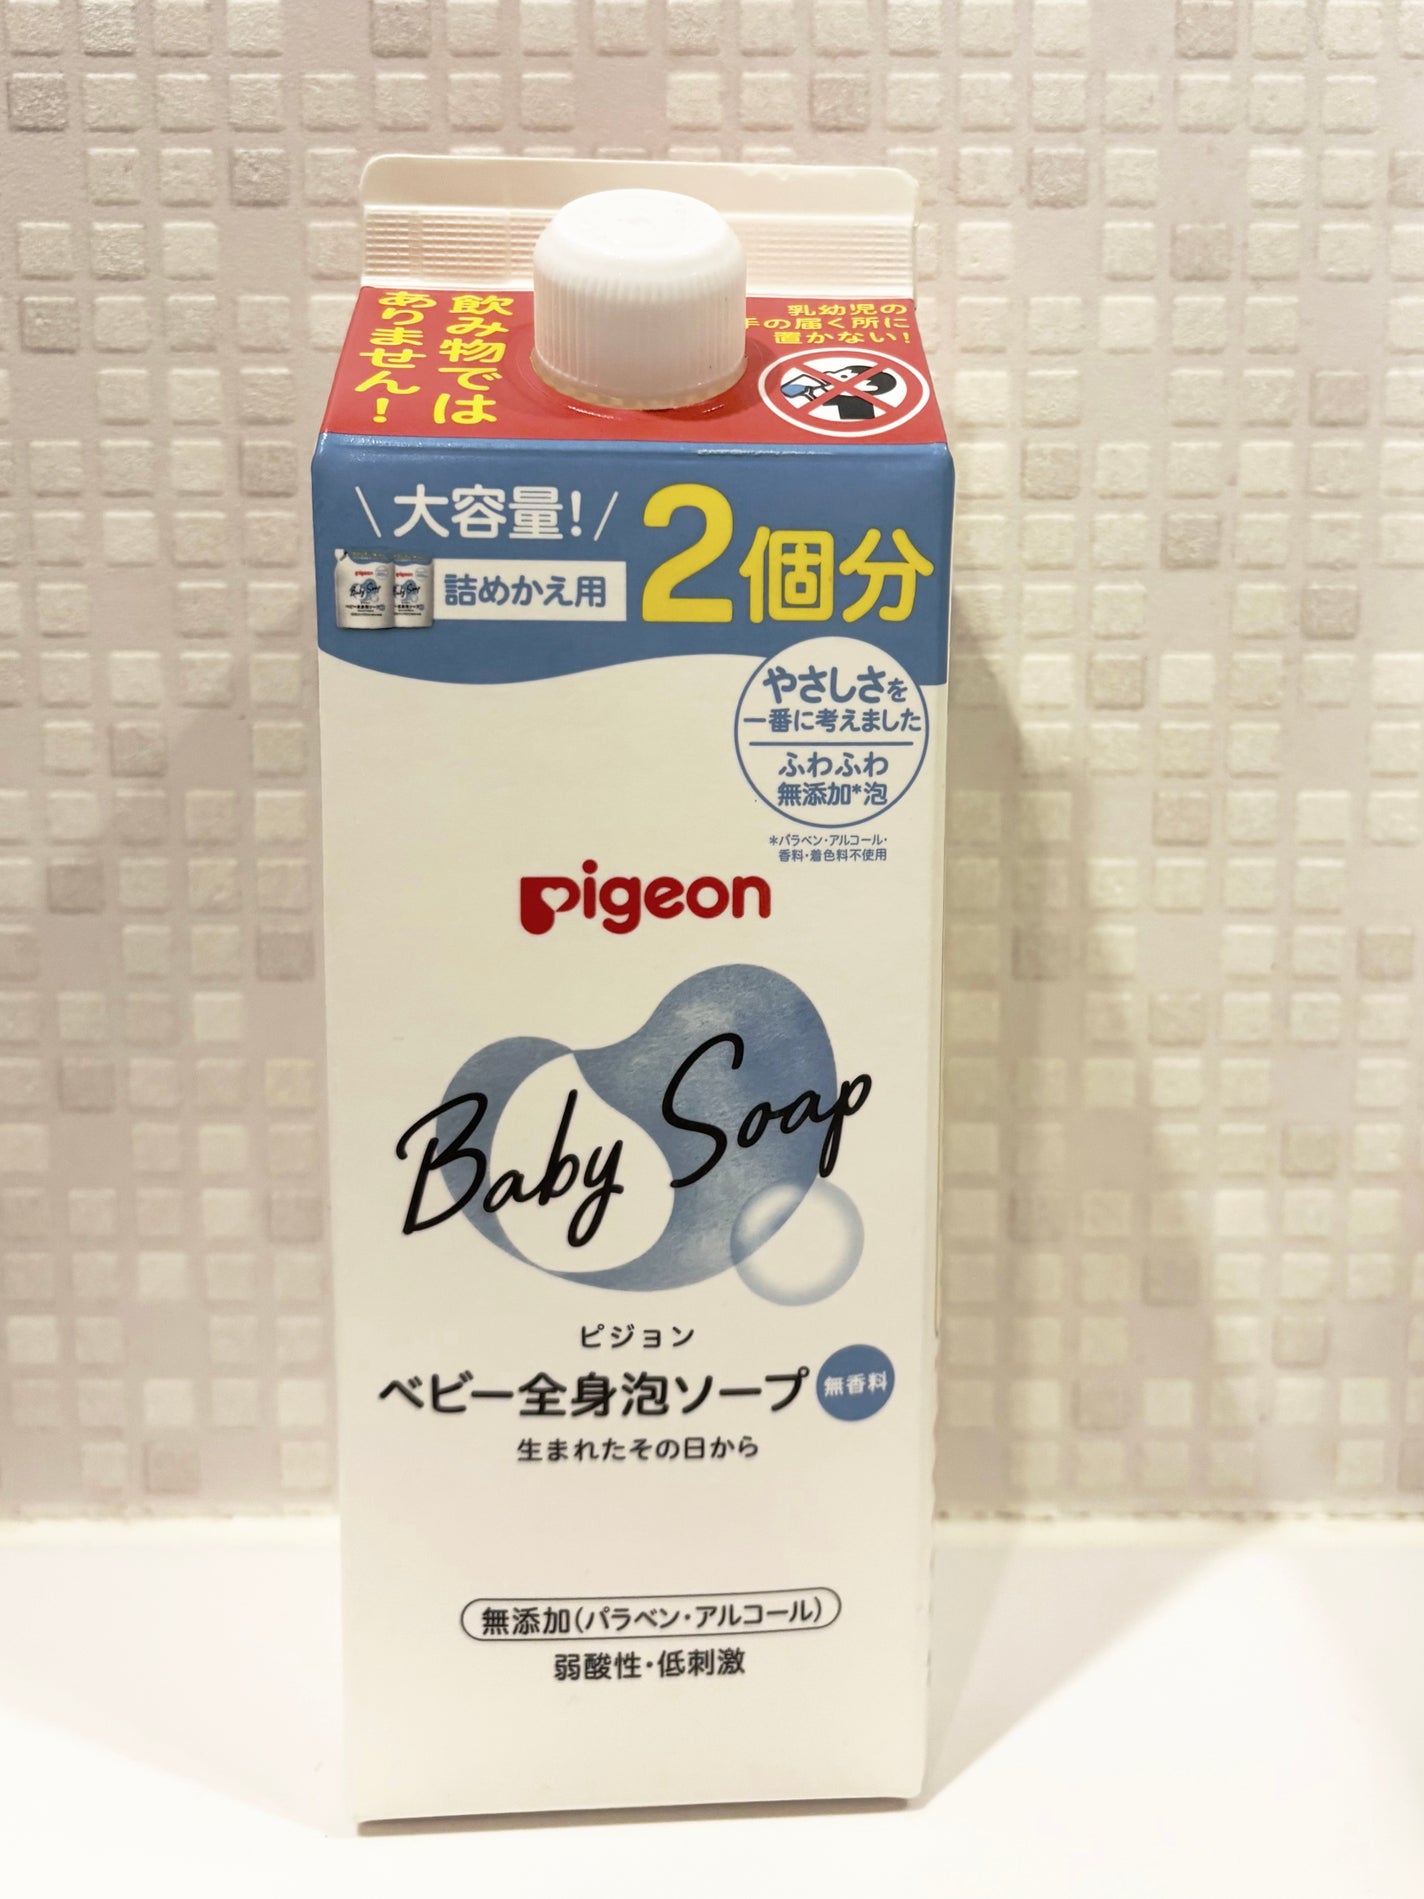 飲み物では
ありません!
乳幼児の
手の届く所に
置かない!
\大容量!/
詰めかえ用
2個分
pigeon
Baby Soap
やさしさを
一番に考えました
ふわふわ
無添加*泡
*パラベン・アルコール・
香料・着色料不使用
pigeon
Baby Soap
ピジョン
ベビー全身泡ソープ 無香料
生まれたその日から
無添加(パラベン・アルコール)
弱酸性・低刺激